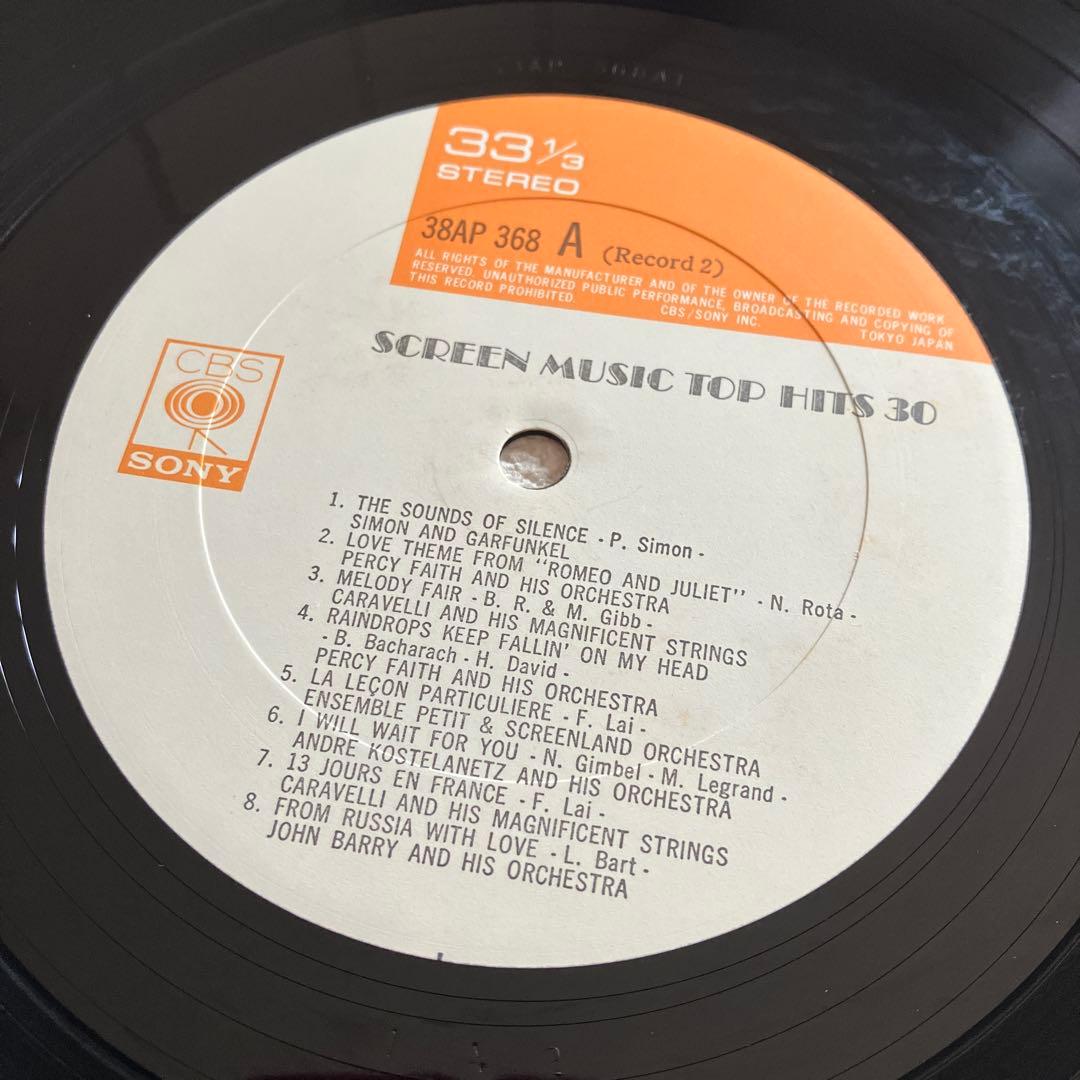 33 1/3
STEREO
38AP 368 A (Record 2)
ALL RIGHTS OF THE MANUFACTURER AND OF THE OWNER OF THE RECORDED WORK
RESERVED. UNAUTHORIZED PUBLIC PERFORMANCE, BROADCASTING AND COPYING OF
THIS RECORD PROHIBITED. CBS/SONY INC. TOKYO JAPAN
SCREEN MUSIC TOP HITS 30
CBS
SONY
1. THE SOUNDS OF SILENCE - P. Simon -
SIMON AND GARFUNKEL
2. LOVE THEME FROM "ROMEO AND JULIET" - N. Rota -
PERCY FAITH AND HIS ORCHESTRA
3. MELODY FAIR - B. R. & M. Gibb -
CARAVELLI AND HIS MAGNIFICENT STRINGS
4. RAINDROPS KEEP FALLIN' ON MY HEAD
- B. Bacharach - H. David -
PERCY FAITH AND HIS ORCHESTRA
5. LA LEÇON PARTICULIERE - F. Lai -
ENSEMBLE PETIT & SCREENLAND ORCHESTRA
6. I WILL WAIT FOR YOU - N. Gimbel - M. Legrand -
ANDRE KOSTELANETZ AND HIS ORCHESTRA
7. 13 JOURS EN FRANCE - F. Lai -
CARAVELLI AND HIS MAGNIFICENT STRINGS
8. FROM RUSSIA WITH LOVE - L. Bart -
JOHN BARRY AND HIS ORCHESTRA